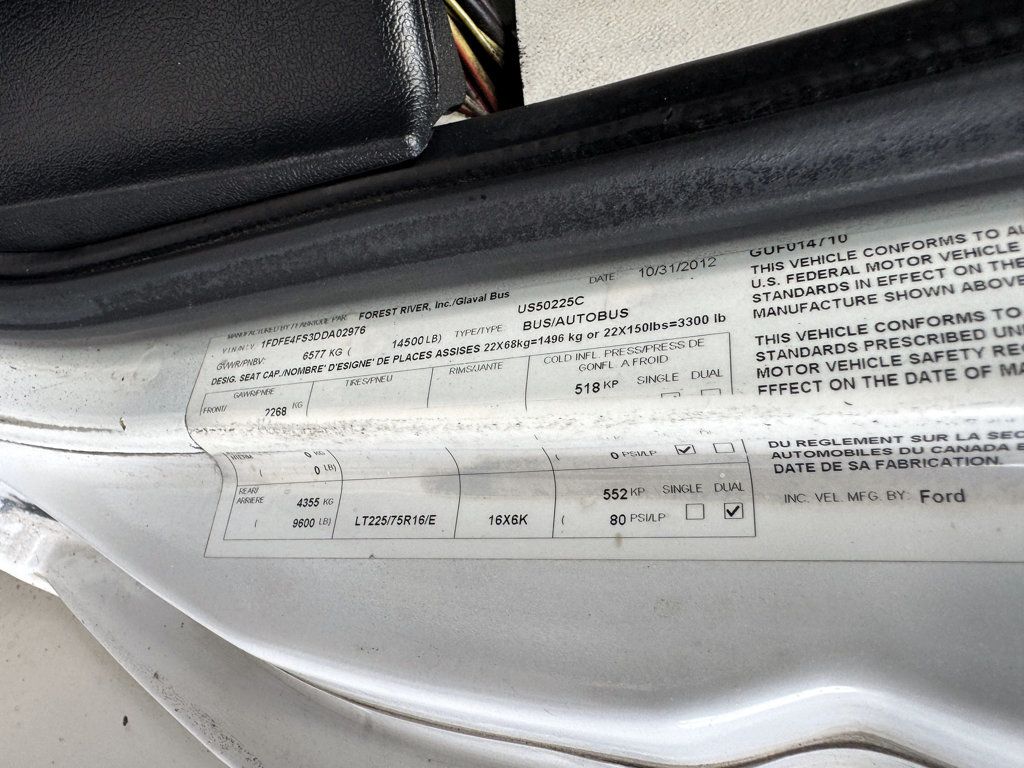 GUF014710
MANUFACTURED BY / FABRIQUE PAR: FOREST RIVER, Inc./Glaval Bus DATE 10/31/2012
V.I.N./N.I.V. 1FDFE4FS3DDA02976 US50225C
GVWR/PNBV: 6577 KG ( 14500 LB) TYPE/TYPE: BUS/AUTOBUS
DESIG. SEAT CAP./NOMBRE' D'ESIGNE' DE PLACES ASSISES 22X68kg=1496 kg or 22X150lbs=3300 lb
GAWR/PNBE TIRES/PNEU RIMS/JANTE COLD INFL. PRESS/PRESS DE
GONFL A FROID
FRONT/ 2268 KG 518 KP SINGLE DUAL
INTERM. 0 KG ( 0 PSI/LP
( 0 LB)
REAR/
ARRIERE 4355 KG 552 KP SINGLE DUAL
( 9600 LB) LT225/75R16/E 16X6K ( 80 PSI/LP
THIS VEHICLE CONFORMS TO
U.S. FEDERAL MOTOR VEHICLE
STANDARDS IN EFFECT ON THE
MANUFACTURE SHOWN ABOVE
THIS VEHICLE CONFORMS TO
STANDARDS PRESCRIBED
MOTOR VEHICLE SAFETY
EFFECT ON THE DATE OF
DU REGLEMENT SUR LA
AUTOMOBILES DU CANADA
DATE DE SA FABRICATION.
INC. VEL. MFG. BY: Ford